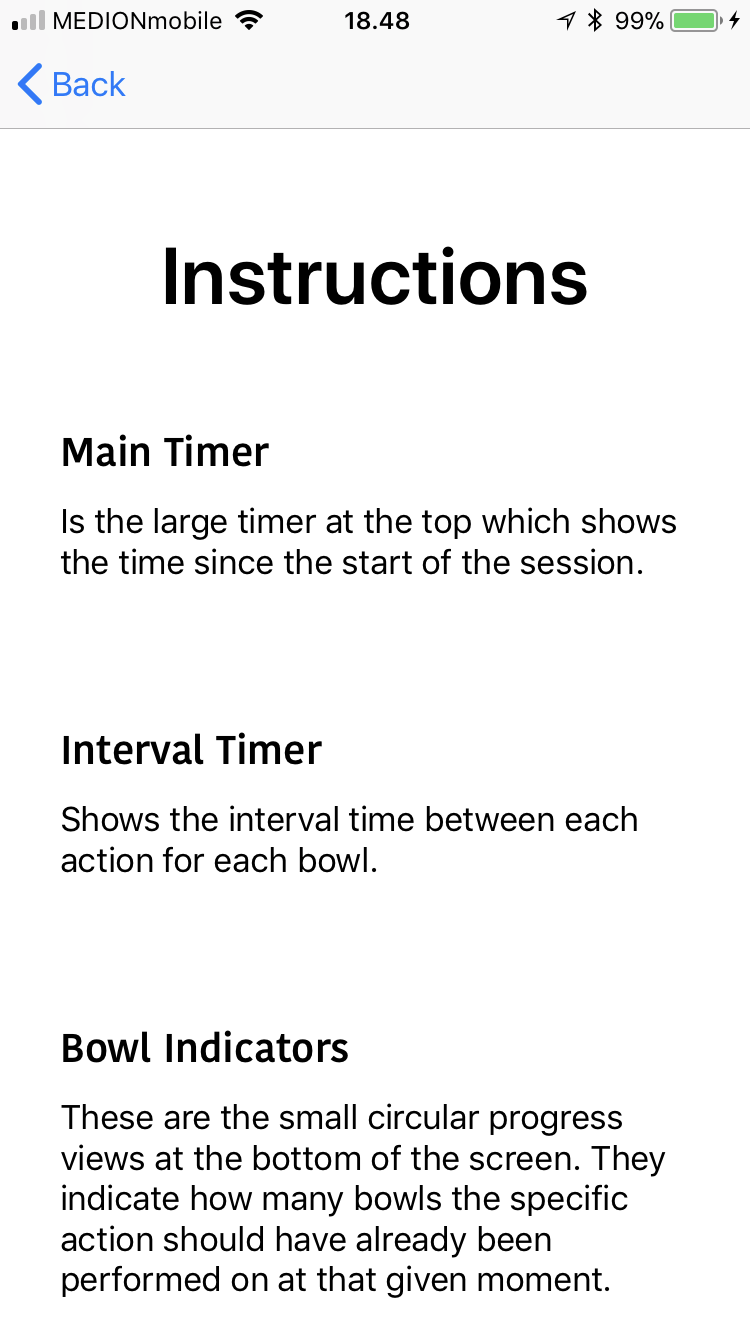 MEDIONmobile 18.48 99%
Back
Instructions
Main Timer
Is the large timer at the top which shows
the time since the start of the session.
Interval Timer
Shows the interval time between each
action for each bowl.
Bowl Indicators
These are the small circular progress
views at the bottom of the screen. They
indicate how many bowls the specific
action should have already been
performed on at that given moment.